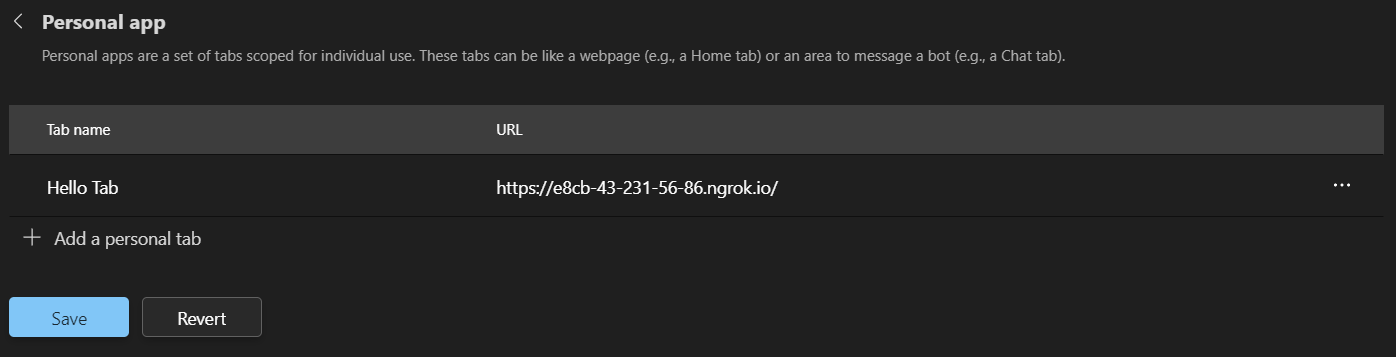 Personal app
Personal apps are a set of tabs scoped for individual use. These tabs can be like a webpage (e.g., a Home tab) or an area to message a bot (e.g., a Chat tab).
Tab name URL
Hello Tab https://e8cb-43-231-56-86.ngrok.io/
Add a personal tab
Save Revert